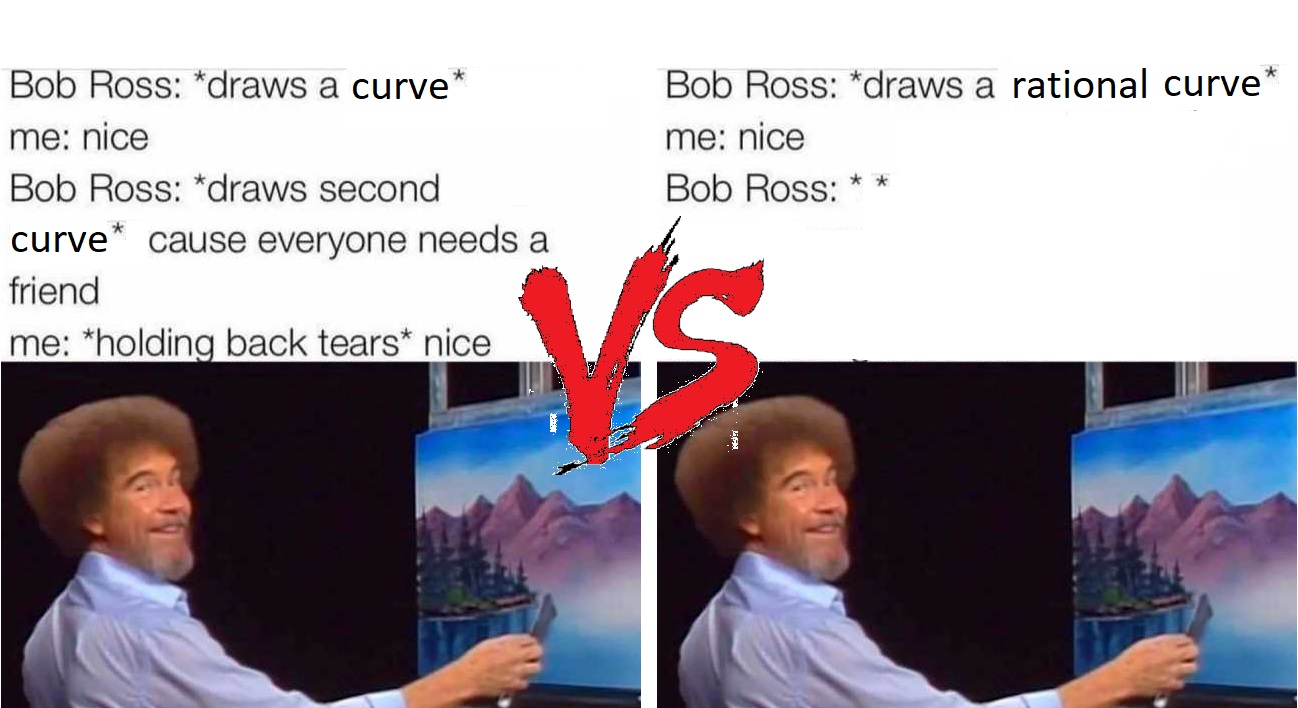 Bob Ross: *draws a curve*
me: nice
Bob Ross: *draws second
curve* cause everyone needs a
friend
me: *holding back tears* nice
VS
Bob Ross: *draws a rational curve*
me: nice
Bob Ross: * *